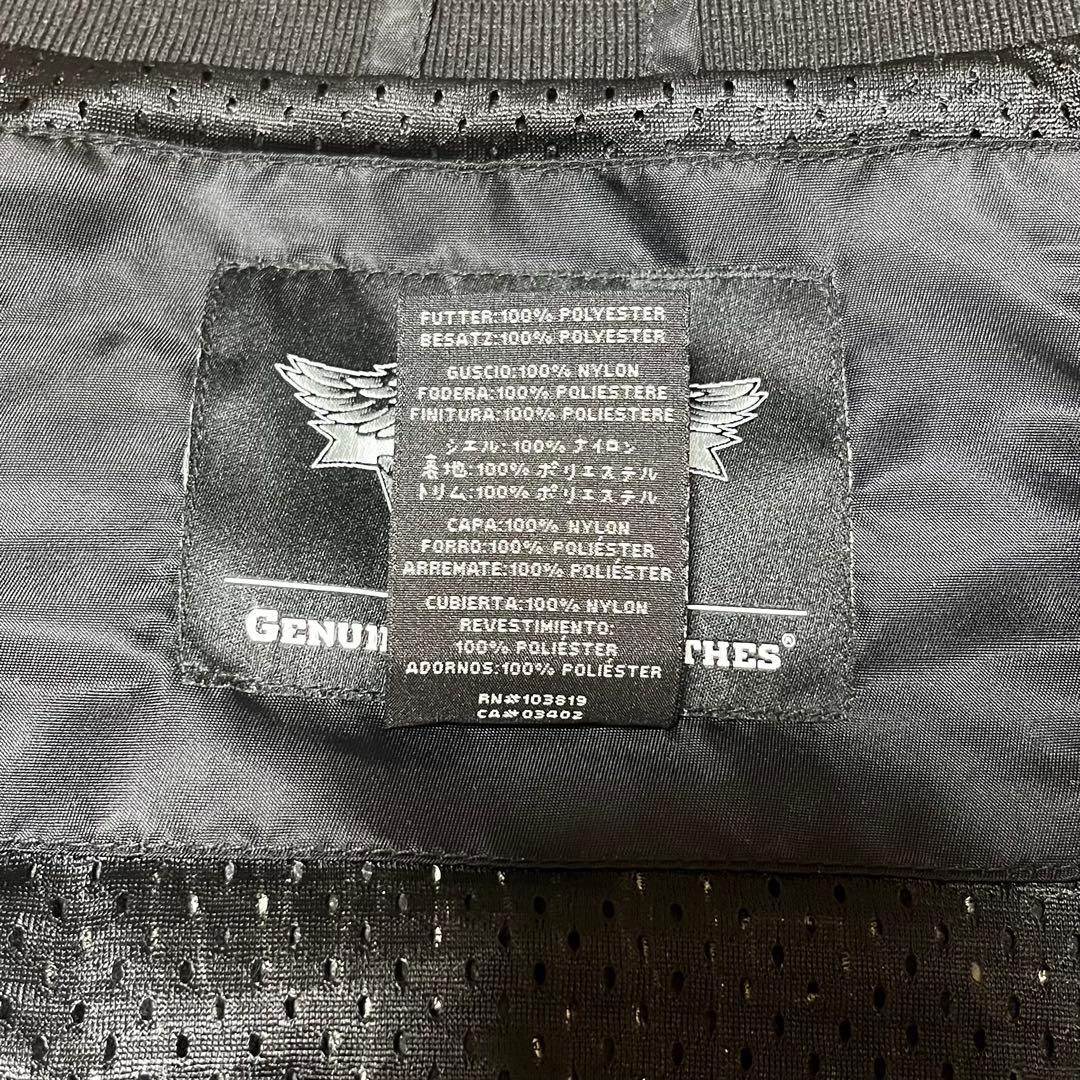 FUTTER:100% POLYESTER
BESATZ:100% POLYESTER
GUSCIO:100% NYLON
FODERA:100% POLIESTERE
FINITURA:100% POLIESTERE
シエル:100% ナイロン
裏地:100% ポリエステル
トリム:100% ポリエステル
CAPA:100% NYLON
FORRO:100% POLIÉSTER
ARREMATE:100% POLIÉSTER
CUBIERTA:100% NYLON
REVESTIMIENTO:
100% POLIÉSTER
ADORNOS:100% POLIÉSTER
RN#103819
CA#03402